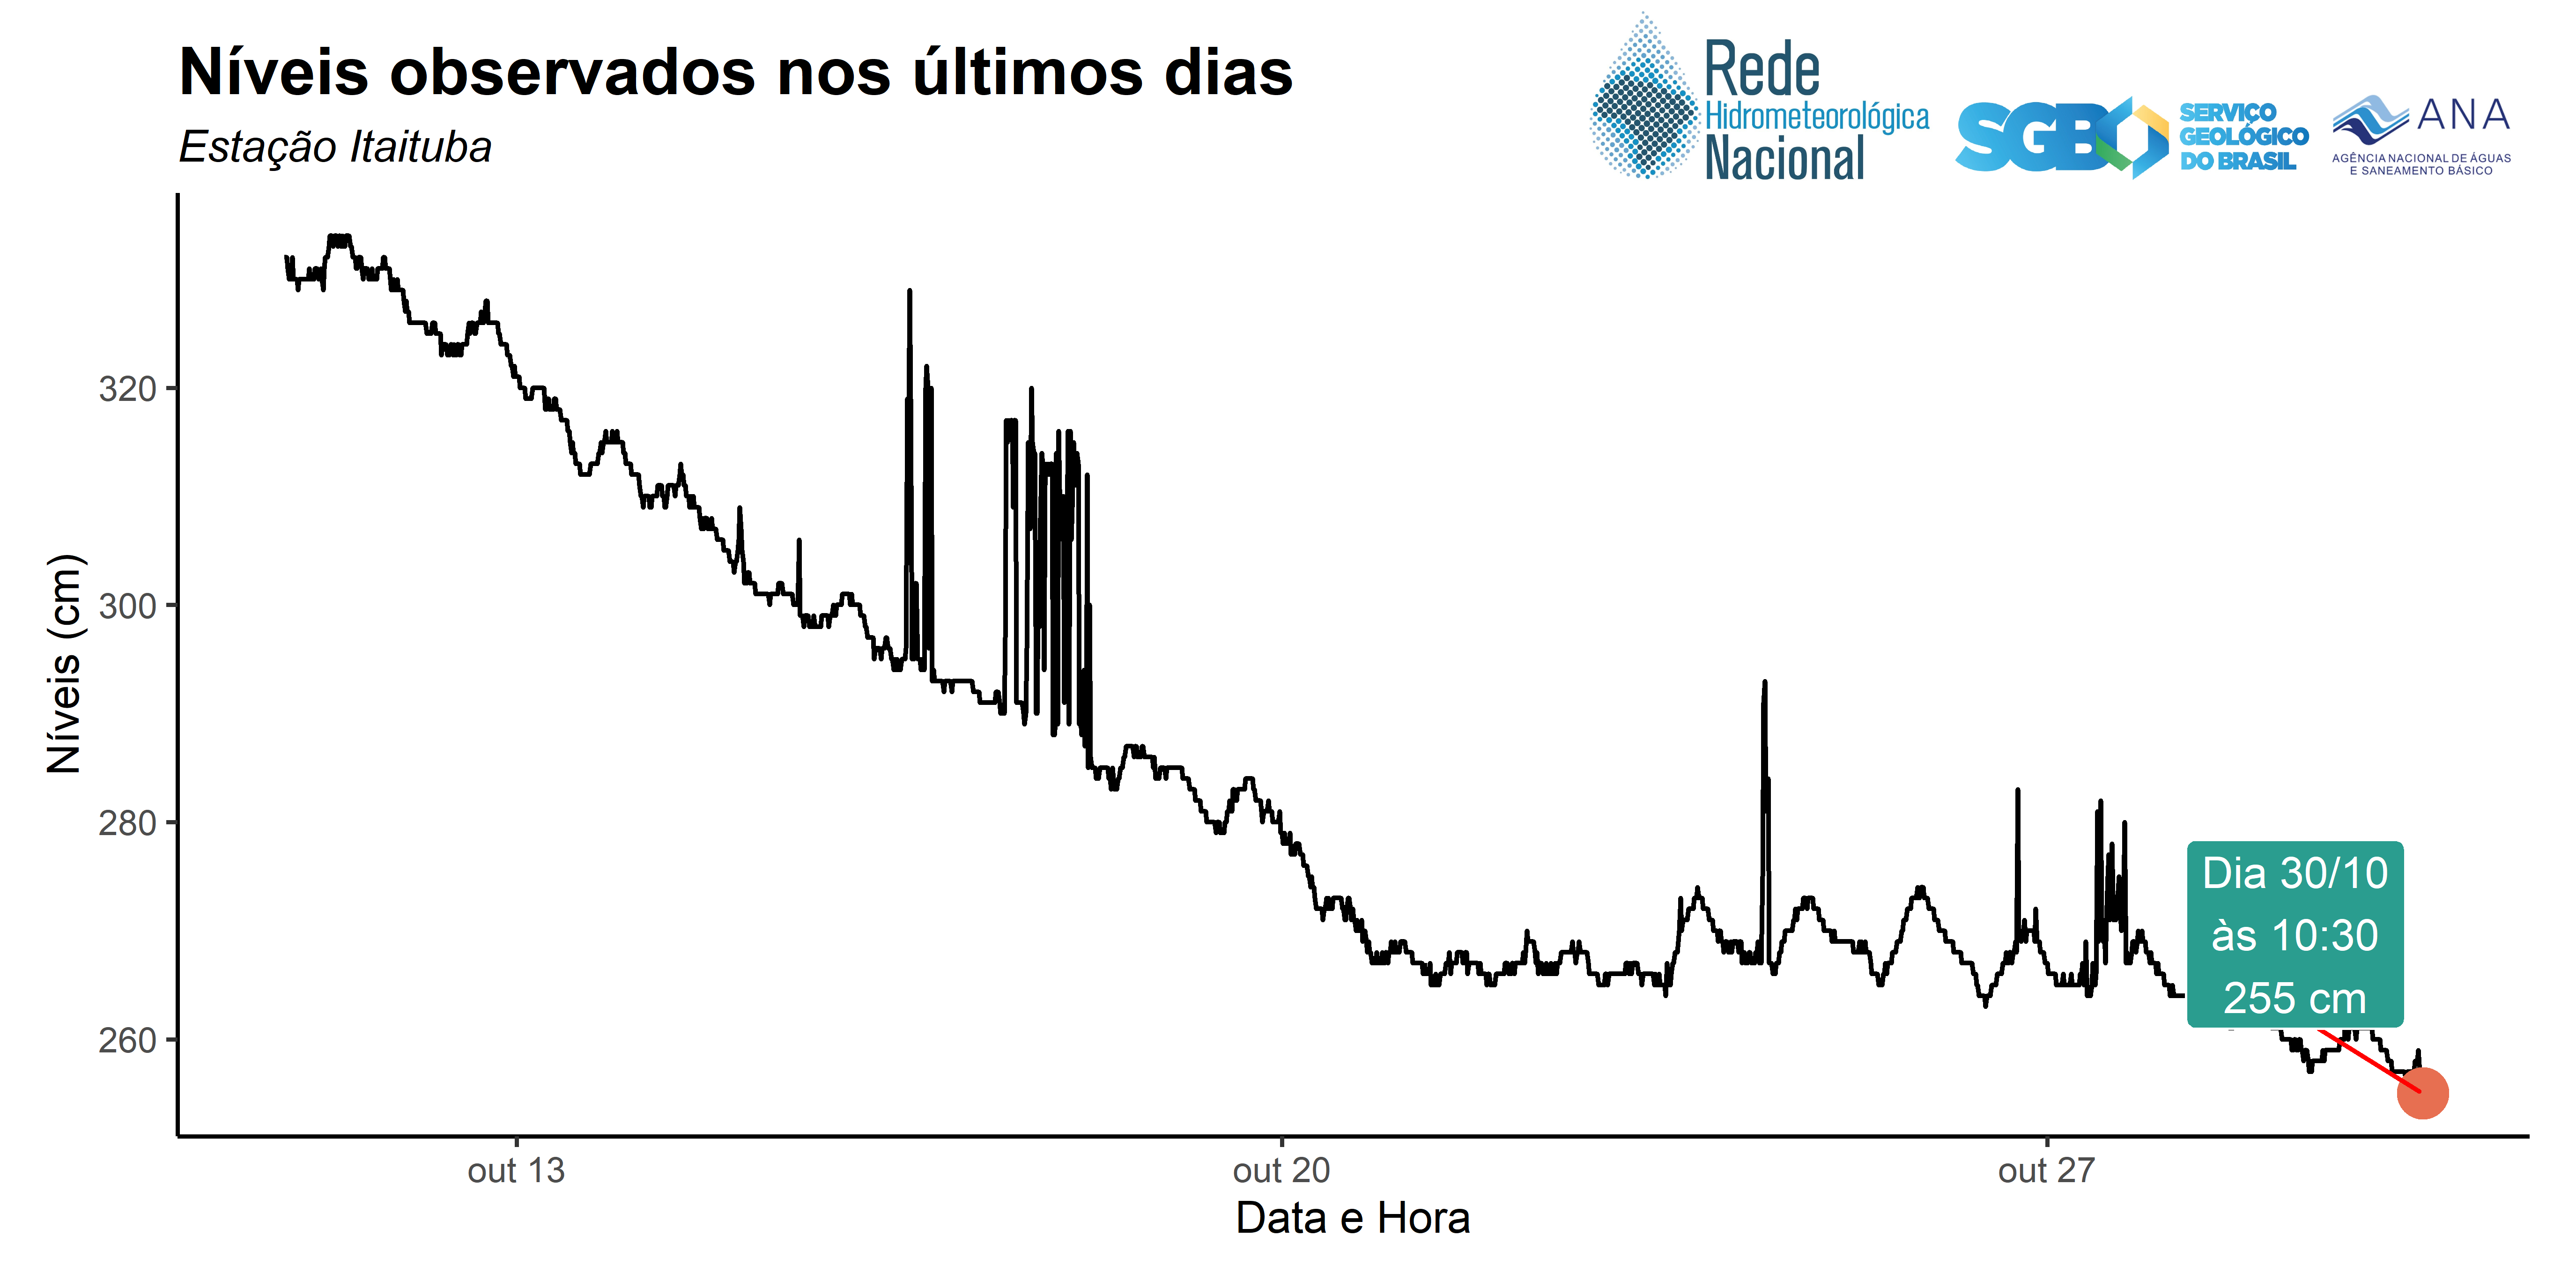 Níveis observados nos últimos dias
Estação Itaituba
Rede
Hidrometeorológica
Nacional
SGB
SERVIÇO
GEOLÓGICO
DO BRASIL
ANA
AGÊNCIA NACIONAL DE ÁGUAS
E SANEAMENTO BÁSICO
Níveis (cm)
320
300
280
260
Dia 30/10
às 10:30
255 cm
out 13
out 20
out 27
Data e Hora